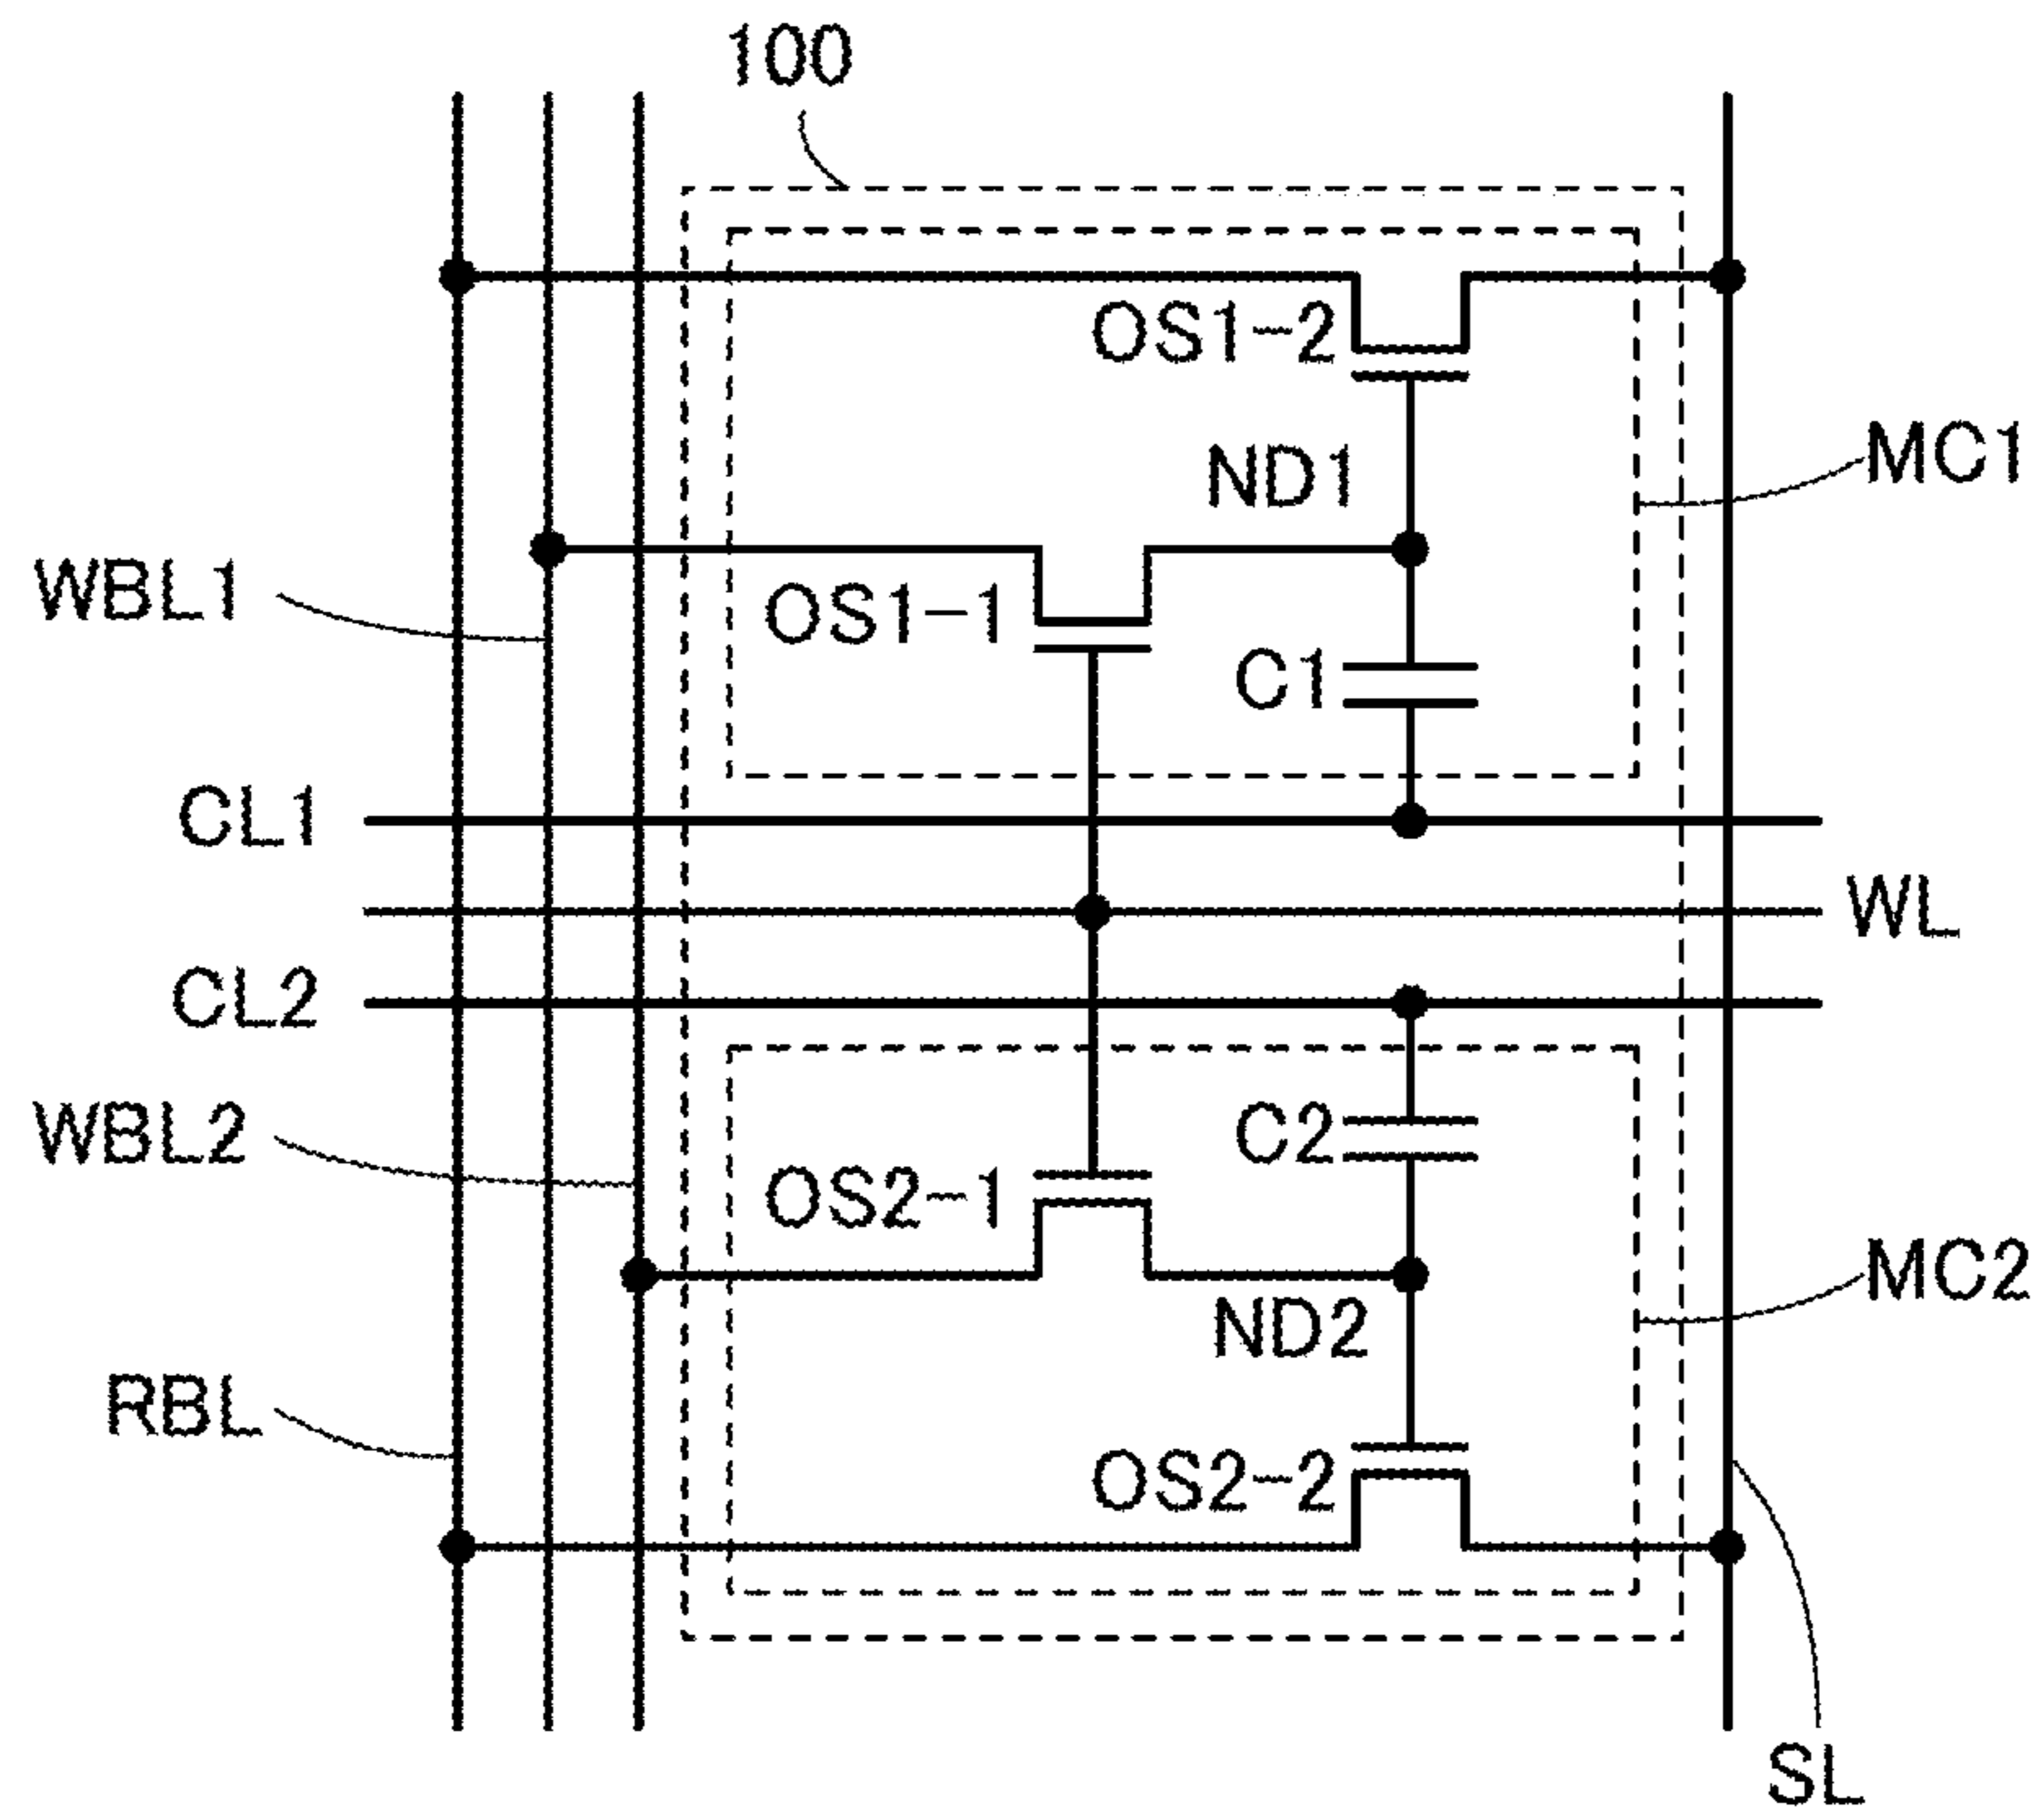 100
OS1-2
ND1
MC1
WBL1
OS1-1
C1
CL1
WL
CL2
WBL2
C2
OS2-1
MC2
ND2
RBL
OS2-2
SL